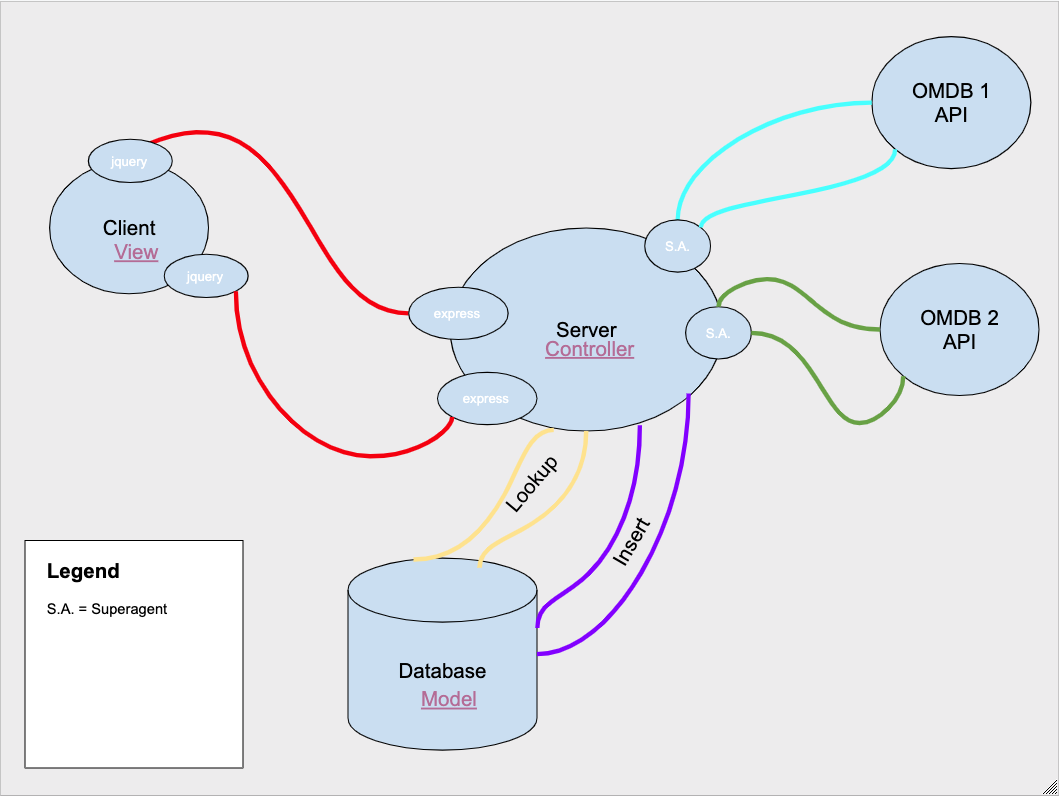 OMDB 1
API
jquery
Client
View
jquery
S.A.
express
Server
Controller
S.A.
OMDB 2
API
express
Lookup
Insert
Legend
S.A. = Superagent
Database
Model